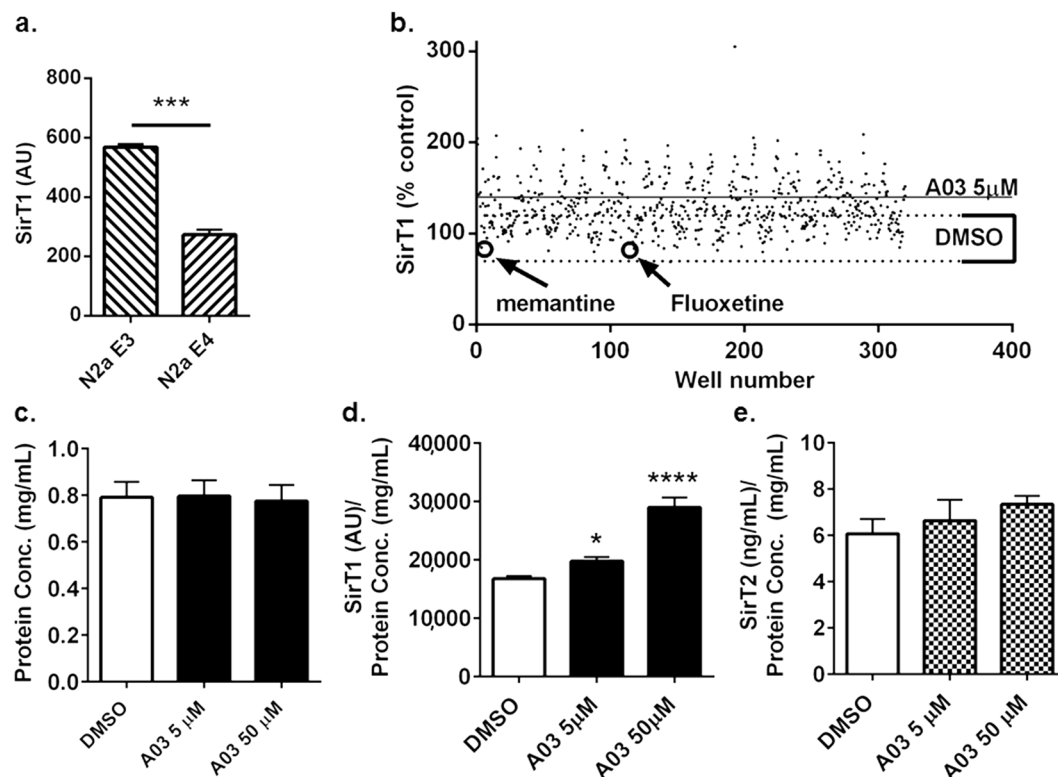 a.
SirT1 (AU)
800
600
400
200
0
***
N2a E3
N2a E4
b.
SirT1 (% control)
300
200
100
0
A03 5μM
DMSO
memantine
Fluoxetine
0
100
200
300
400
Well number
c.
Protein Conc. (mg/mL)
1.0
0.8
0.6
0.4
0.2
0.0
DMSO
A03 5 μM
A03 50 μM
d.
SirT1 (AU)/
Protein Conc. (mg/mL)
40,000
30,000
20,000
10,000
0
*
****
DMSO
A03 5μM
A03 50μM
e.
SirT2 (ng/mL)/
Protein Conc. (mg/mL)
10
8
6
4
2
0
DMSO
A03 5 μM
A03 50 μM